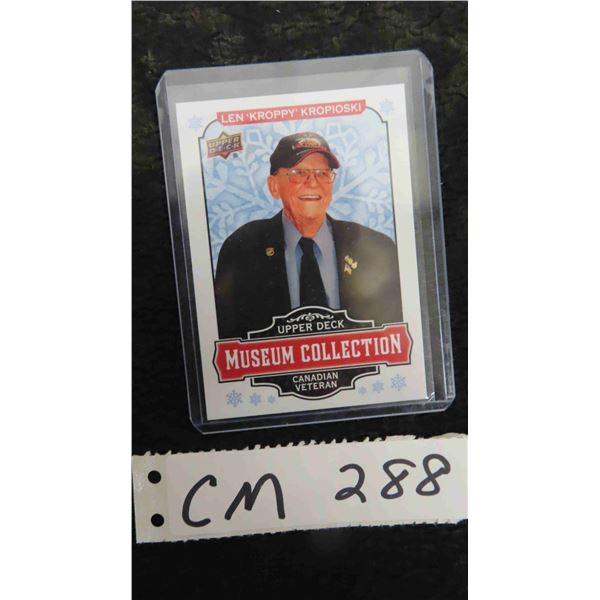 LEN 'KROPPY' KROPIOSKI
UPPER
DECK
UPPER DECK
MUSEUM COLLECTION
CANADIAN
VETERAN
CM 288